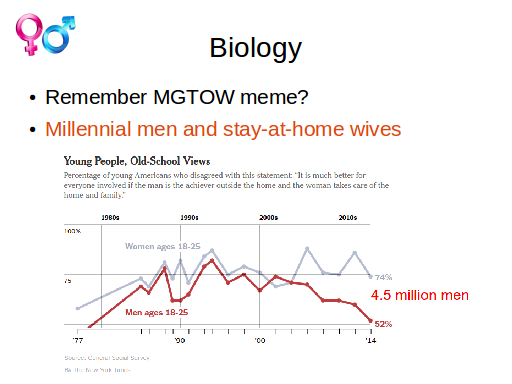 Biology
• Remember MGTOW meme?
• Millennial men and stay-at-home wives
Young People, Old-School Views
Percentage of young Americans who disagreed with this statement: "It is much better for
everyone involved if the man is the achiever outside the home and the woman takes care of the
home and family."
1980s 1990s 2000s 2010s
100%
Women ages 18-25
75
74%
4.5 million men
Men ages 18-25
52%
'77 '90 '00 '14
Source: General Social Survey
By The New York Times